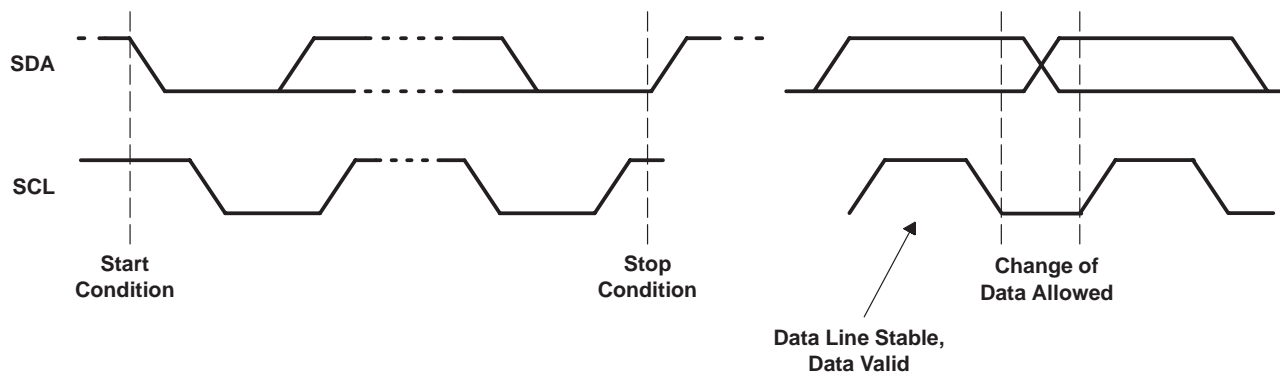 SDA
SCL
Start
Condition
Stop
Condition
Change of
Data Allowed
Data Line Stable,
Data Valid